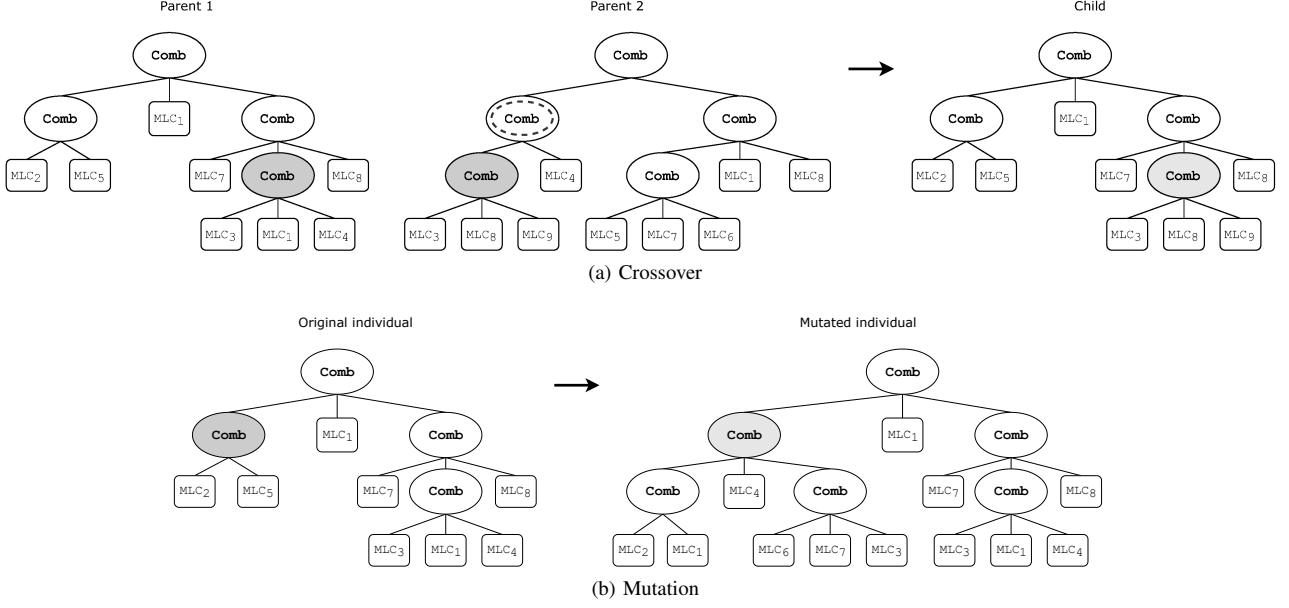 Parent 1 Parent 2 Child
Comb Comb Comb
Comb MLC1 Comb Comb Comb Comb MLC1 Comb
MLC2 MLC5 MLC7 Comb MLC8 Comb MLC4 Comb MLC1 MLC8 MLC2 MLC5 MLC7 Comb MLC8
MLC3 MLC1 MLC4 MLC3 MLC8 MLC9 MLC5 MLC7 MLC6 MLC3 MLC8 MLC9
(a) Crossover
Original individual Mutated individual
Comb Comb
Comb MLC1 Comb Comb MLC1 Comb
MLC2 MLC5 MLC7 Comb MLC8 Comb MLC4 Comb MLC7 Comb MLC8
MLC3 MLC1 MLC4 MLC2 MLC1 MLC6 MLC7 MLC3 MLC3 MLC1 MLC4
(b) Mutation